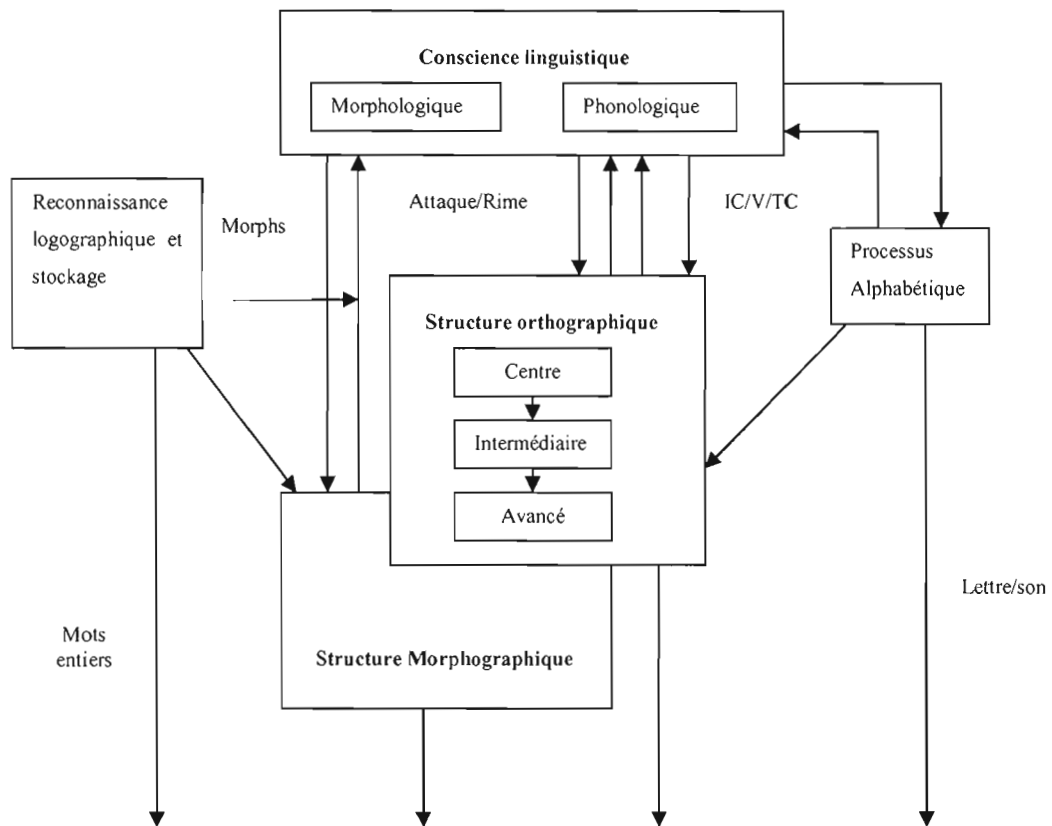 Conscience linguistique
Morphologique
Phonologique
Reconnaissance
logographique et
stockage
Morphs
Attaque/Rime
IC/V/TC
Processus
Alphabétique
Structure orthographique
Centre
Intermédiaire
Avancé
Lettre/son
Mots
entiers
Structure Morphographique